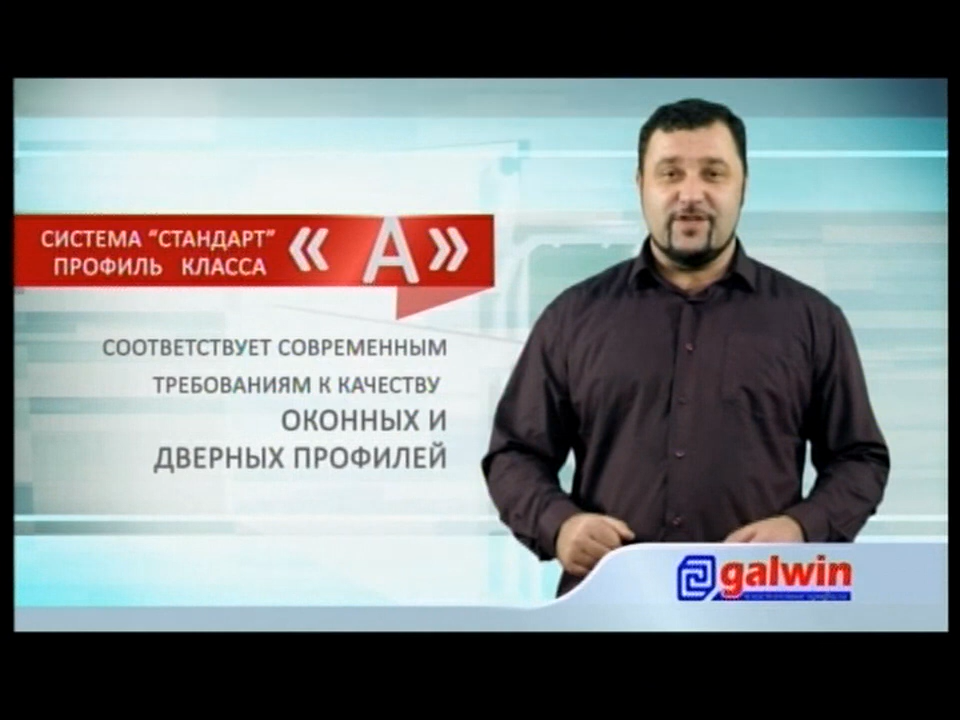 СИСТЕМА "СТАНДАРТ"
ПРОФИЛЬ КЛАССА
« А»
СООТВЕТСТВУЕТ СОВРЕМЕННЫМ
ТРЕБОВАНИЯМ К КАЧЕСТВУ
ОКОННЫХ И
ДВЕРНЫХ ПРОФИЛЕЙ
galwin